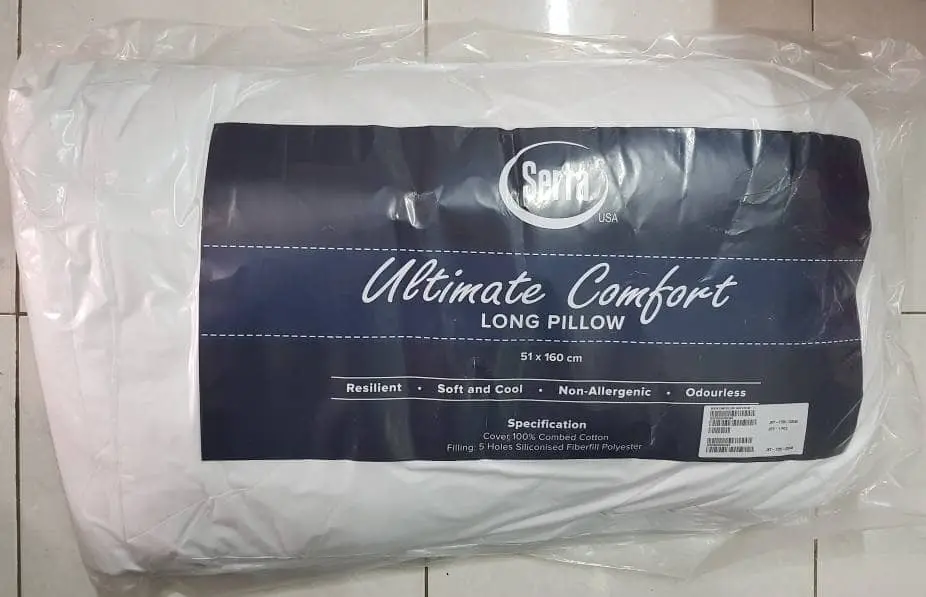 Serta
USA
Ultimate Comfort
LONG PILLOW
51 x 160 cm
Resilient • Soft and Cool • Non-Allergenic • Odourless
Specification
Cover 100% Combed Cotton
Filling: 5 Holes Siliconised Fiberfill Polyester